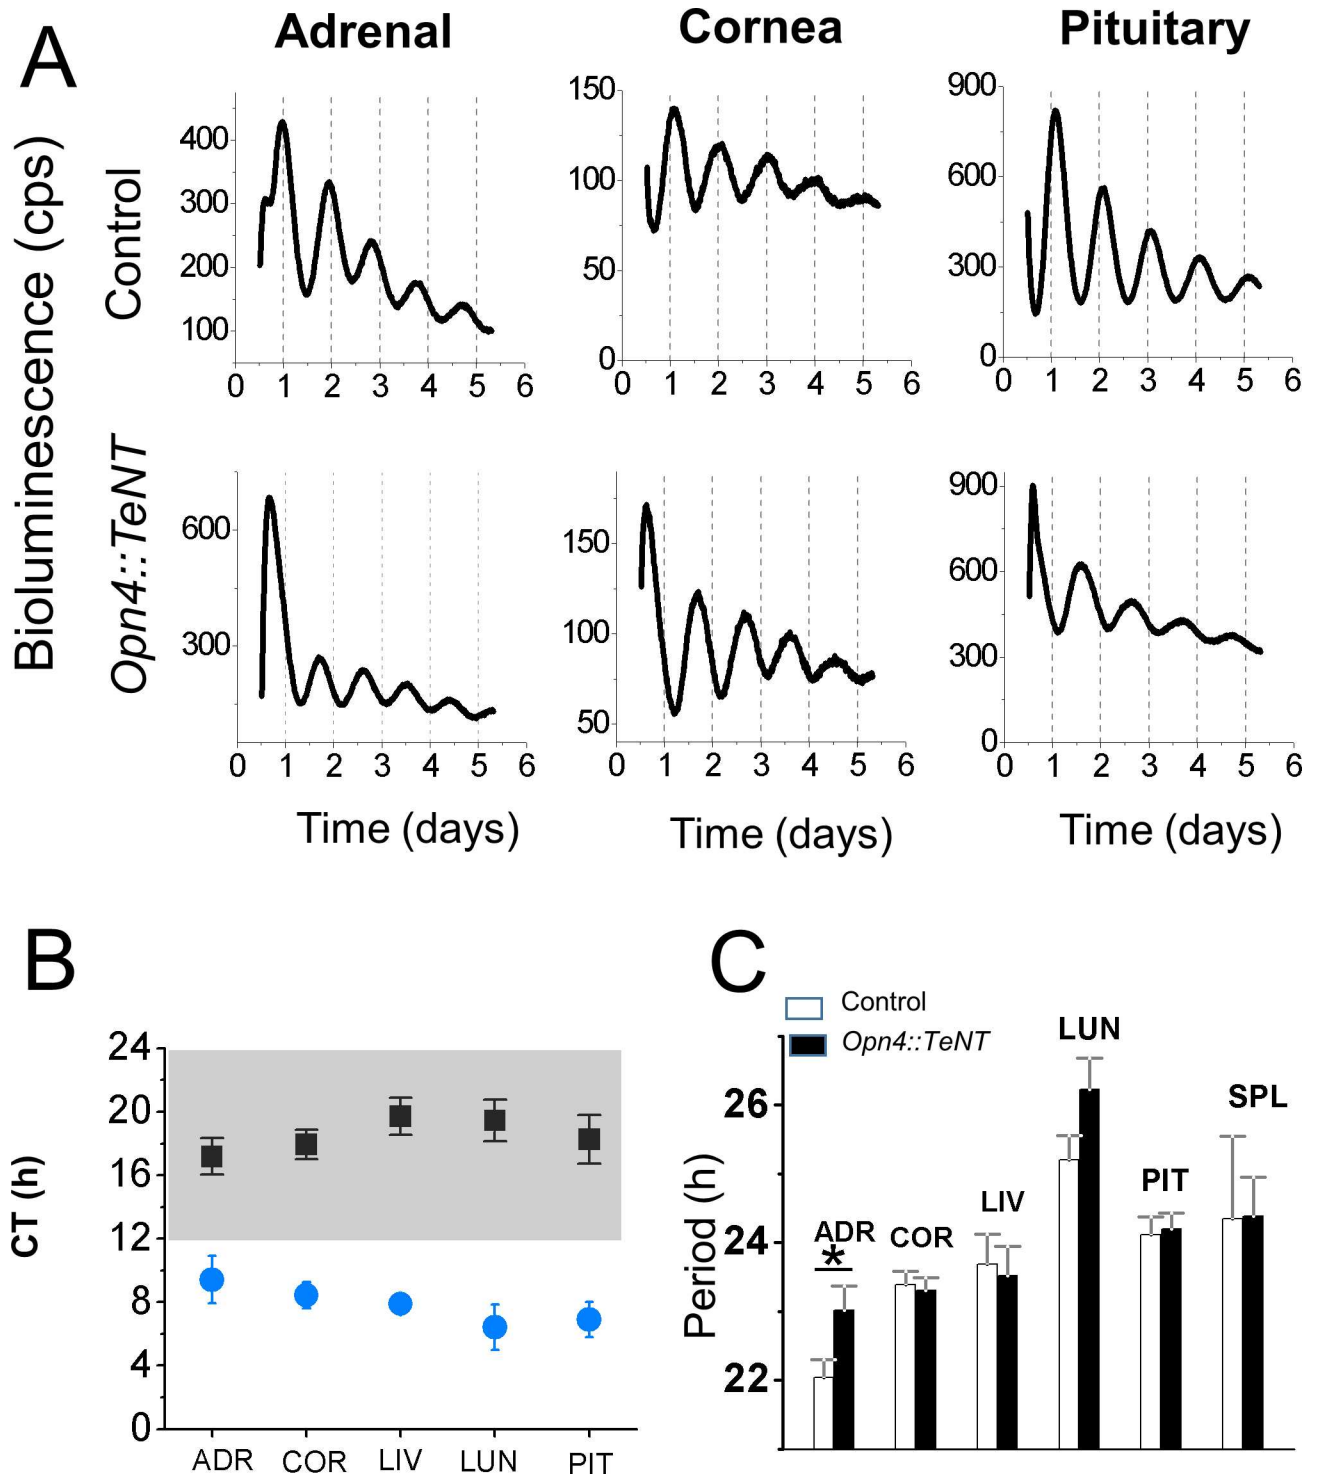 A
Adrenal
Cornea
Pituitary
Bioluminescence (cps)
Control
400
300
200
100
0 1 2 3 4 5 6
150
100
50
0
0 1 2 3 4 5 6
900
600
300
0
0 1 2 3 4 5 6
Opn4::TeNT
600
300
0 1 2 3 4 5 6
150
100
50
0 1 2 3 4 5 6
900
600
300
0
0 1 2 3 4 5 6
Time (days)
Time (days)
Time (days)
B
CT (h)
24
20
16
12
8
4
0
ADR COR LIV LUN PIT
C
Control
Opn4::TeNT
Period (h)
26
24
22
ADR
*
COR
LIV
LUN
PIT
SPL